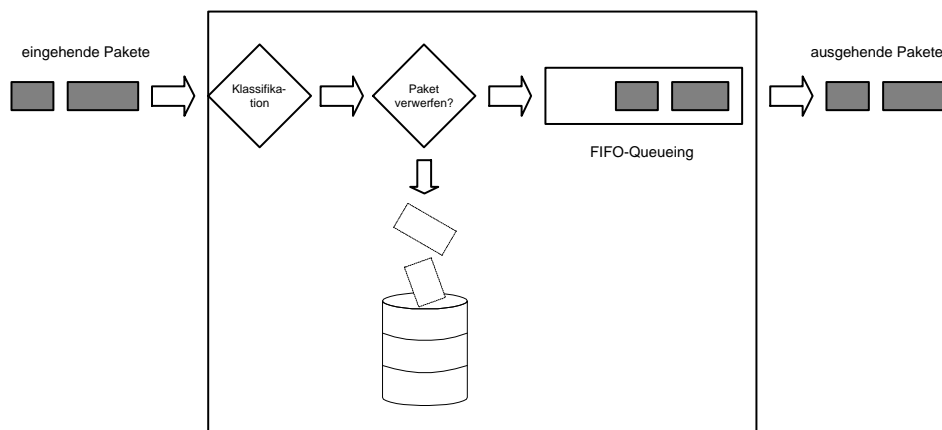 eingehende Pakete
Klassifika-
tion
Paket
verwerfen?
FIFO-Queueing
ausgehende Pakete